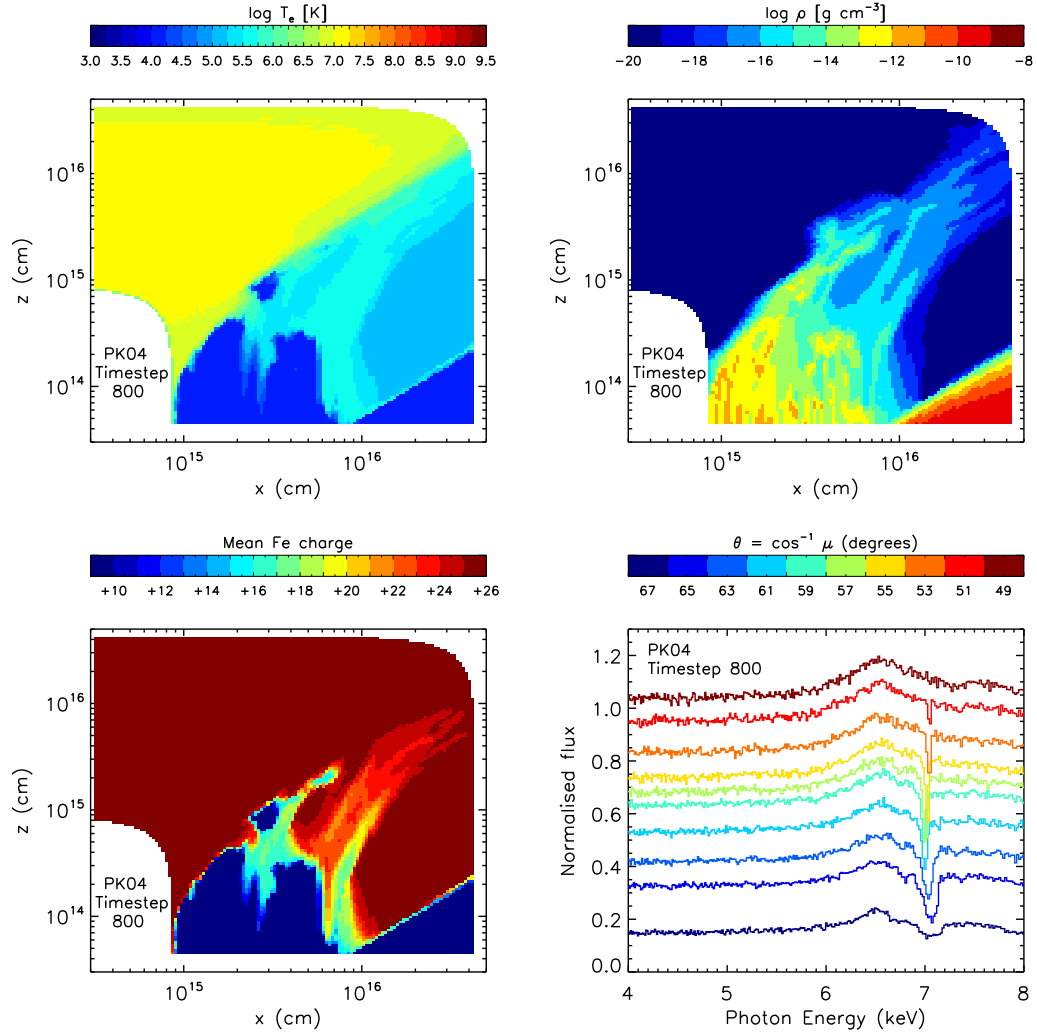 log Te [K]
3.0 3.5 4.0 4.5 5.0 5.5 6.0 6.5 7.0 7.5 8.0 8.5 9.0 9.5
z (cm)
10^16
10^15
10^14
PK04
Timestep
800
10^15 10^16
x (cm)
log ρ [g cm^-3]
-20 -18 -16 -14 -12 -10 -8
z (cm)
10^16
10^15
10^14
PK04
Timestep
800
10^15 10^16
x (cm)
Mean Fe charge
+10 +12 +14 +16 +18 +20 +22 +24 +26
z (cm)
10^16
10^15
10^14
PK04
Timestep
800
10^15 10^16
x (cm)
θ = cos^-1 μ (degrees)
67 65 63 61 59 57 55 53 51 49
PK04
Timestep 800
Normalised flux
1.2
1.0
0.8
0.6
0.4
0.2
0.0
4 5 6 7 8
Photon Energy (keV)